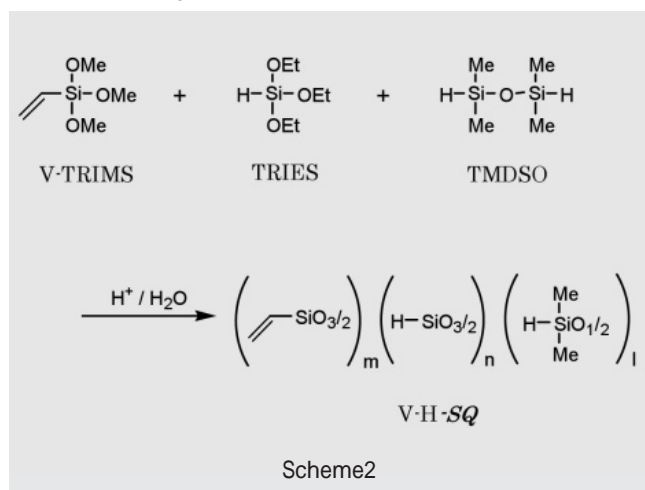 OMe OEt Me Me
Si–OMe + H–Si–OEt + H–Si–O–Si–H
OMe OEt Me Me
V-TRIMS TRIES TMDSO
H+ / H2O
( SiO3/2 )m ( H–SiO3/2 )n ( H–SiO1/2 )l
Me
Me
V-H-SQ
Scheme2